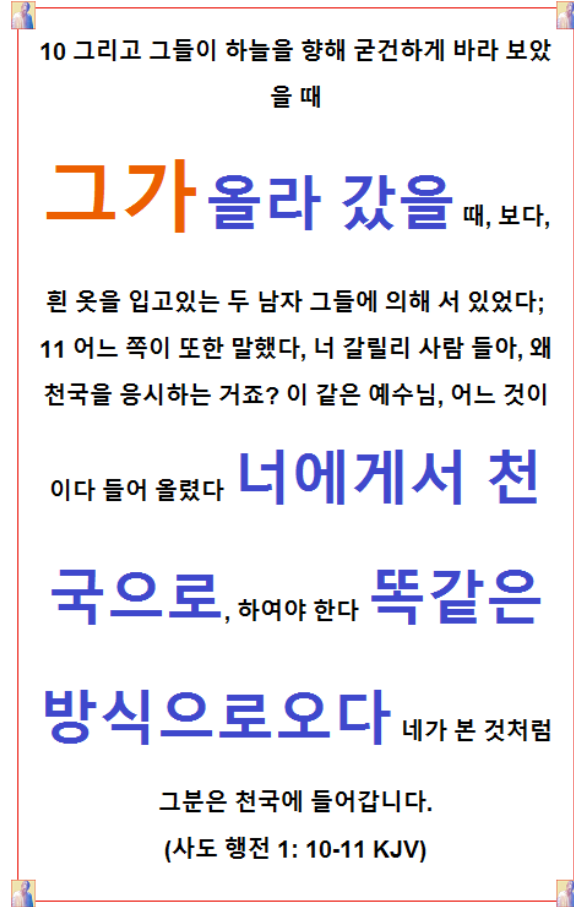 10 그리고 그들이 하늘을 향해 굳건하게 바라 보았
을 때
그가 올라 갔을 때, 보다,
흰 옷을 입고있는 두 남자 그들에 의해 서 있었다;
11 어느 쪽이 또한 말했다, 너 갈릴리 사람 들아, 왜
천국을 응시하는 거죠? 이 같은 예수님, 어느 것이
이다 들어 올렸다 너에게서 천
국으로, 하여야 한다 똑같은
방식으로오다 네가 본 것처럼
그분은 천국에 들어갑니다.
(사도 행전 1: 10-11 KJV)